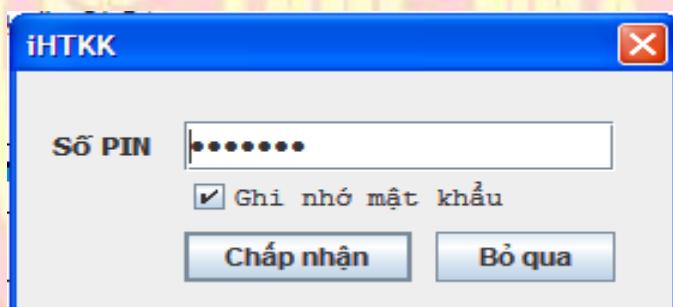 iHTKK
Số PIN •••••••
Ghi nhớ mật khẩu
Chấp nhận Bỏ qua